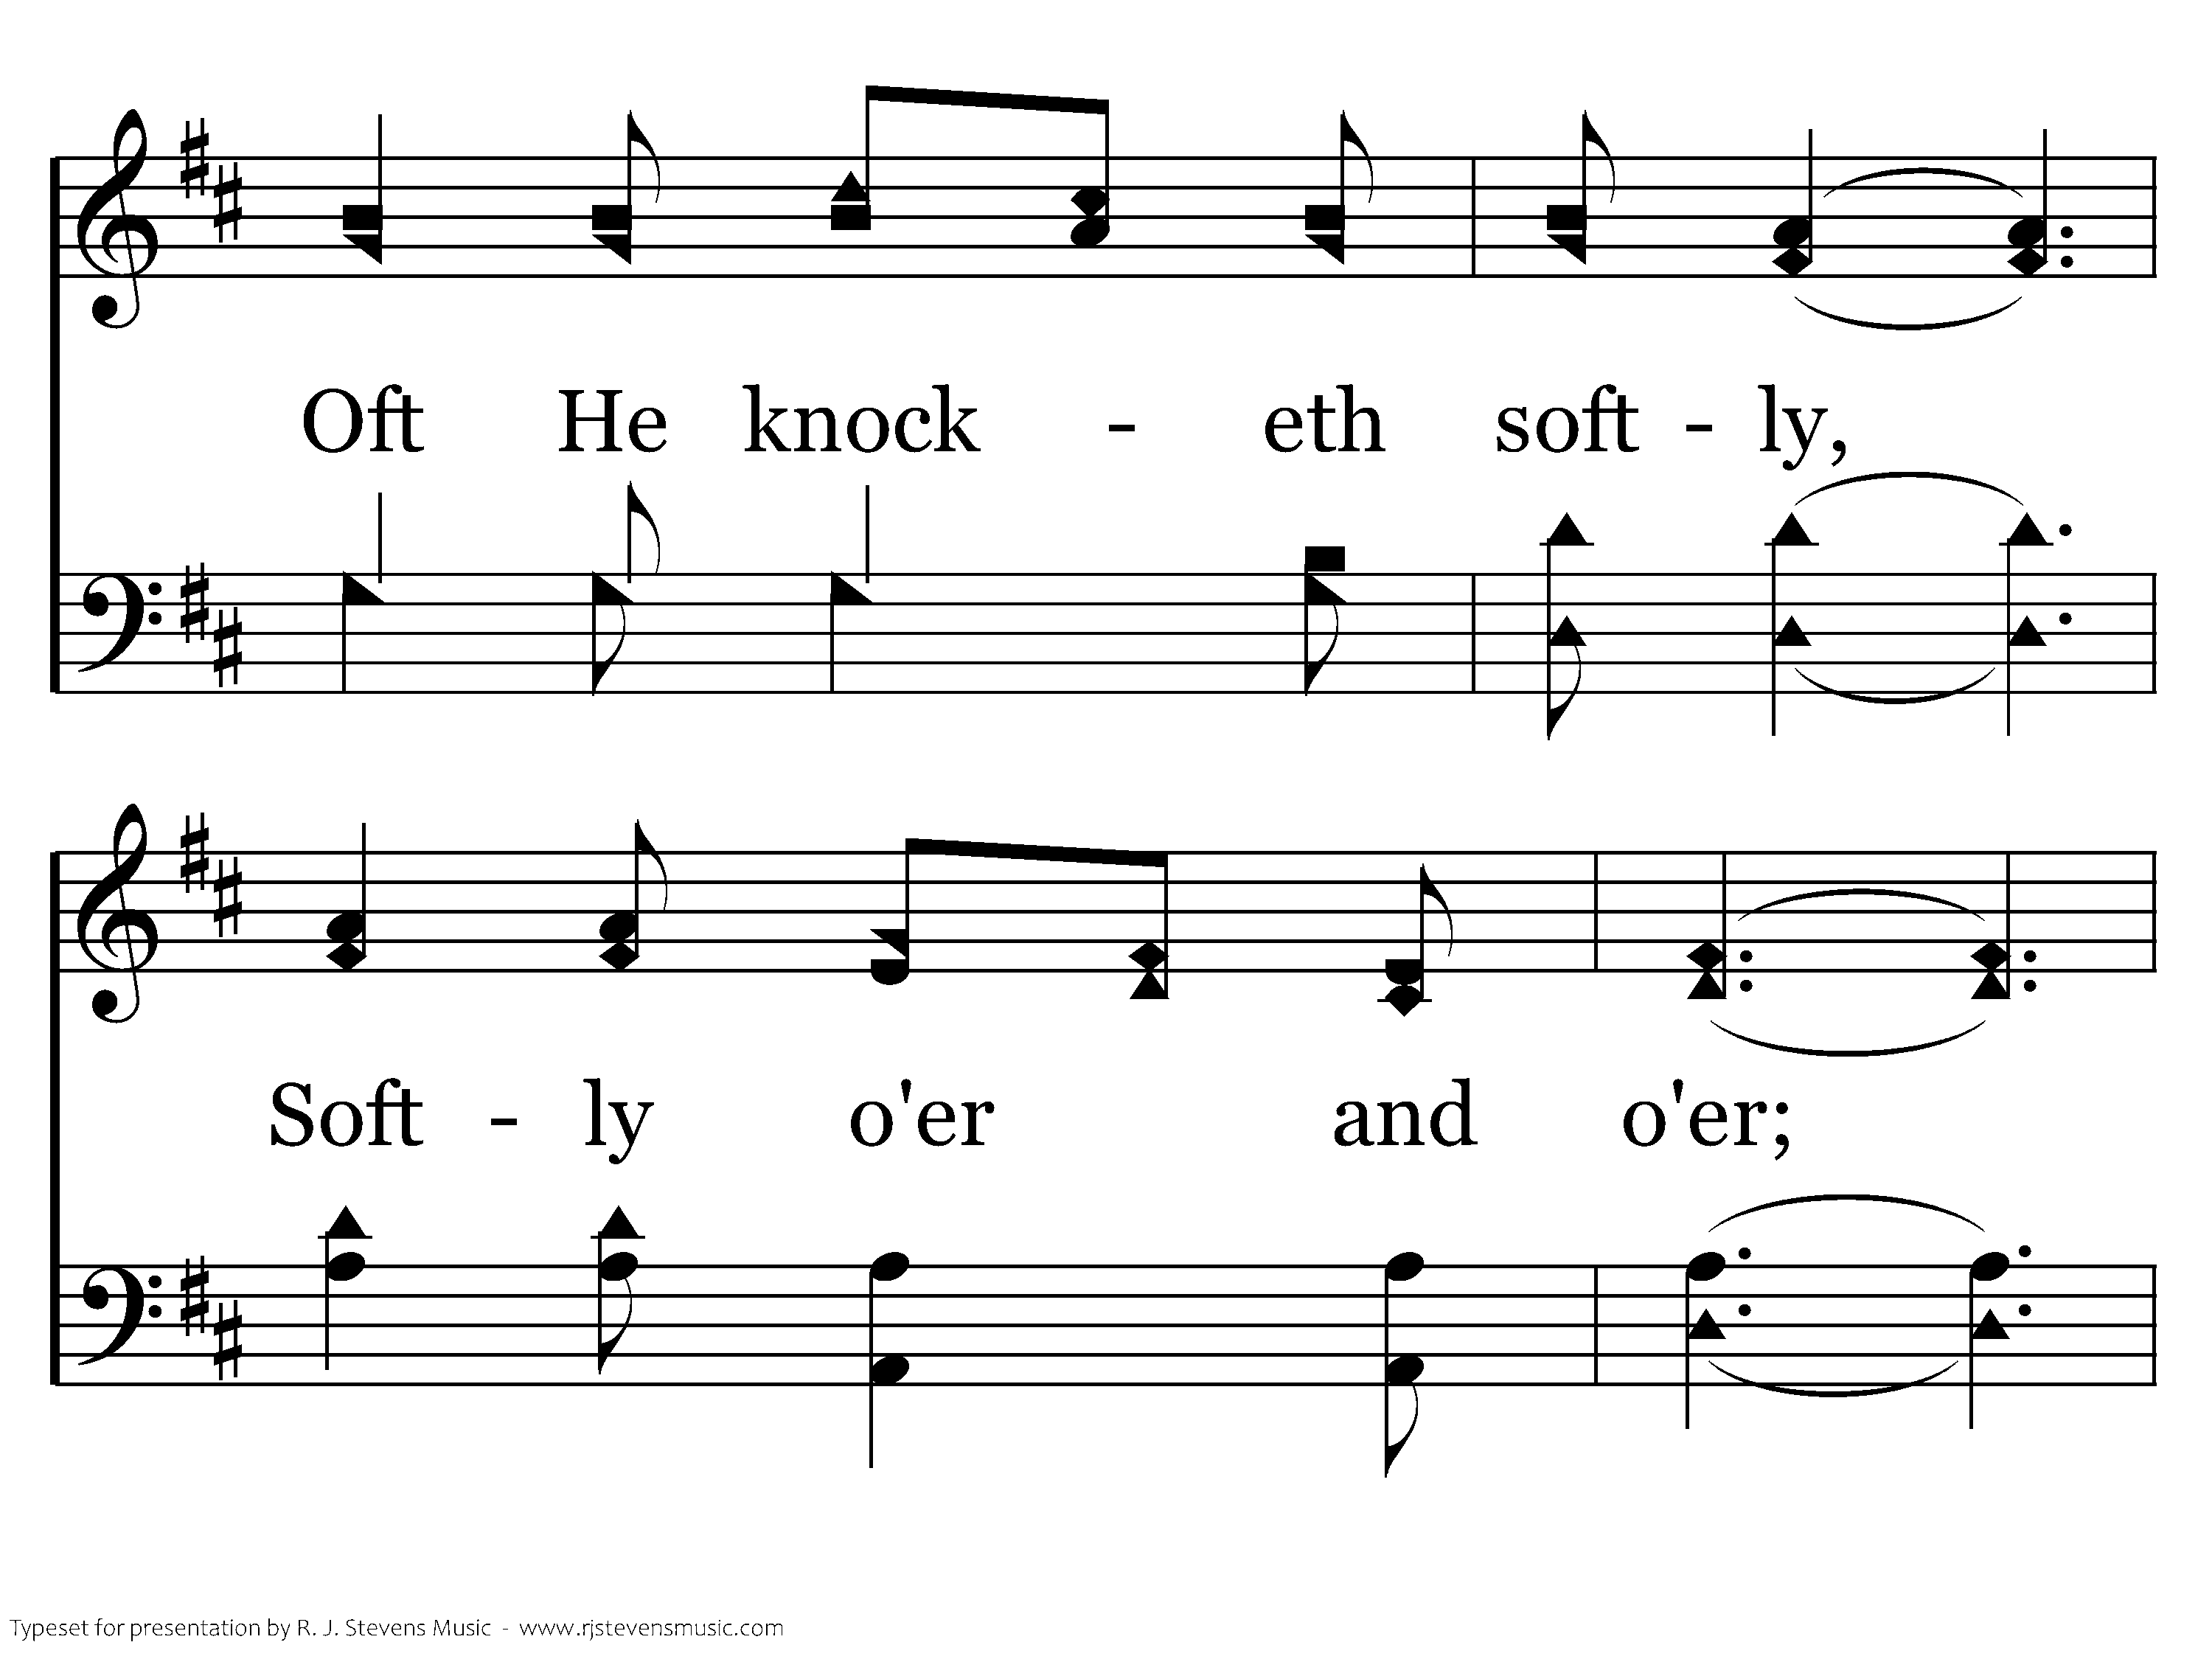 Oft He knock - eth soft - ly,
Soft - ly o'er and o'er;
Typeset for presentation by R. J. Stevens Music - www.rjstevensmusic.com